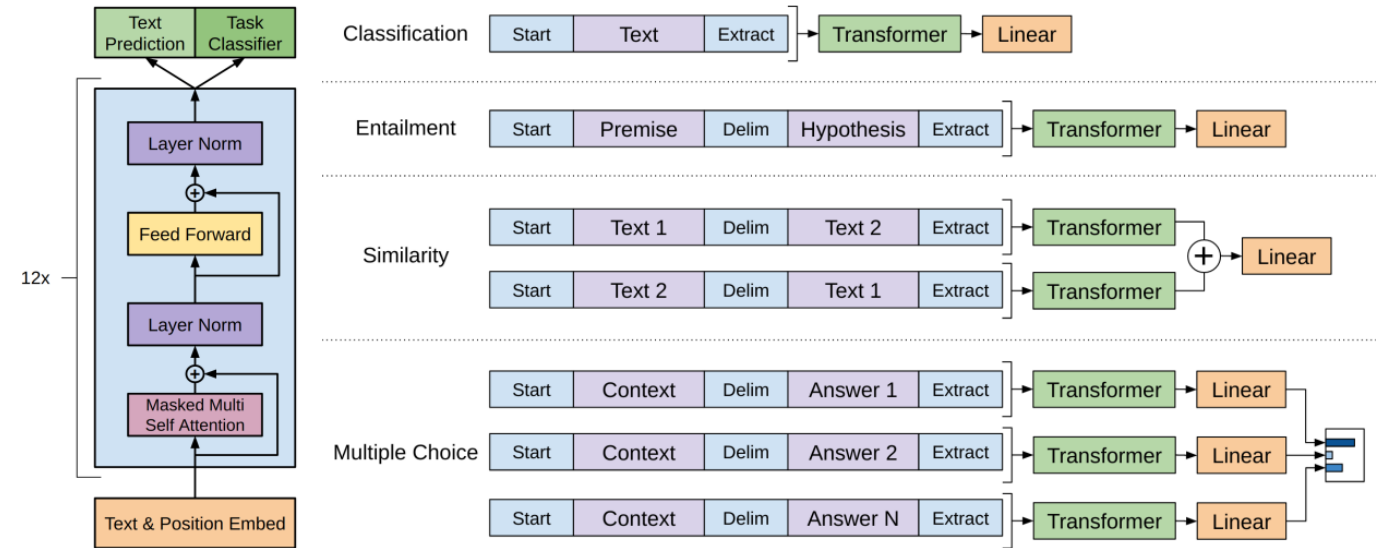 Text
Prediction
Task
Classifier
12x
Layer Norm
Feed Forward
Layer Norm
Masked Multi
Self Attention
Text & Position Embed
Classification
Start Text Extract Transformer Linear
Entailment
Start Premise Delim Hypothesis Extract Transformer Linear
Similarity
Start Text 1 Delim Text 2 Extract Transformer
Linear
Start Text 2 Delim Text 1 Extract Transformer
Multiple Choice
Start Context Delim Answer 1 Extract Transformer Linear
Start Context Delim Answer 2 Extract Transformer Linear
Start Context Delim Answer N Extract Transformer Linear